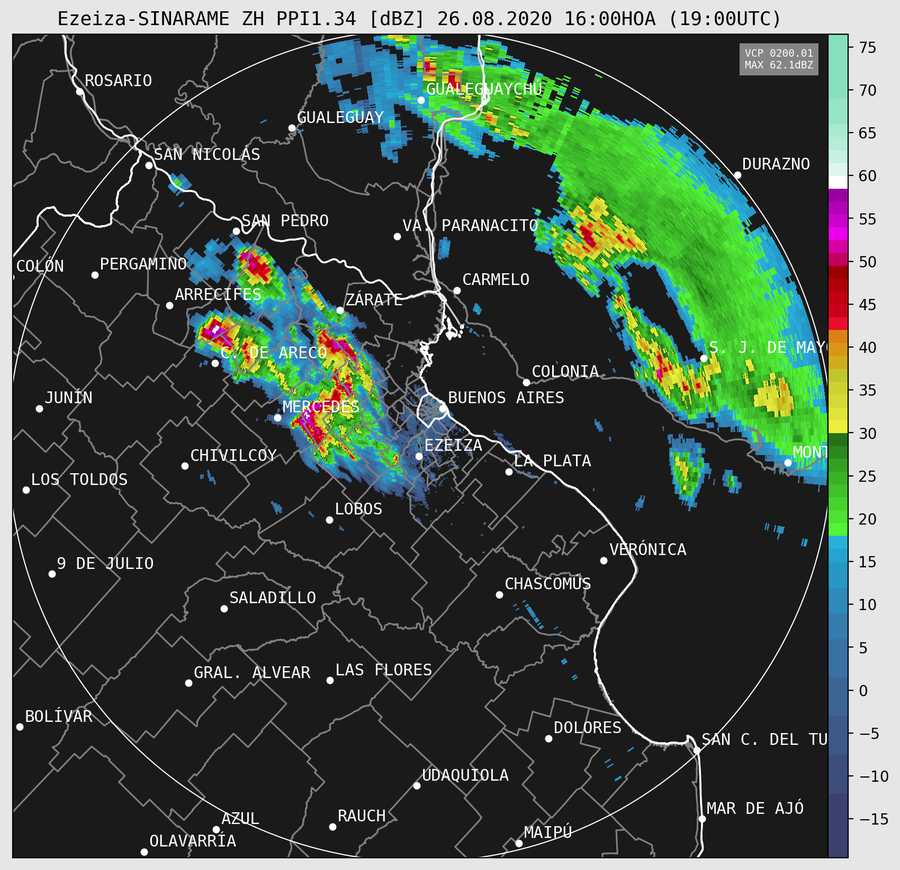 Ezeiza-SINARAME ZH PPI1.34 [dBZ] 26.08.2020 16:00HOA (19:00UTC)
VCP 0200.01
MAX 62.1dBZ
75
ROSARIO
GUALEGUAYCHÚ
70
GUALEGUAY
65
SAN NICOLÁS
DURAZNO
60
SAN PEDRO
VA. PARANACITO
55
COLÓN
PERGAMINO
50
CARMELO
ARRECIFES
ZÁRATE
45
C. DE ARECO
S. J. DE MAY
40
COLONIA
JUNÍN
MERCEDES
BUENOS AIRES
35
EZEIZA
CHIVILCOY
LA PLATA
MONT
30
LOS TOLDOS
25
LOBOS
20
9 DE JULIO
VERÓNICA
15
SALADILLO
CHASCOMÚS
10
5
GRAL. ALVEAR
LAS FLORES
0
BOLÍVAR
DOLORES
−5
SAN C. DEL TU
UDAQUIOLA
−10
AZUL
RAUCH
MAR DE AJÓ
−15
OLAVARRÍA
MAIPÚ